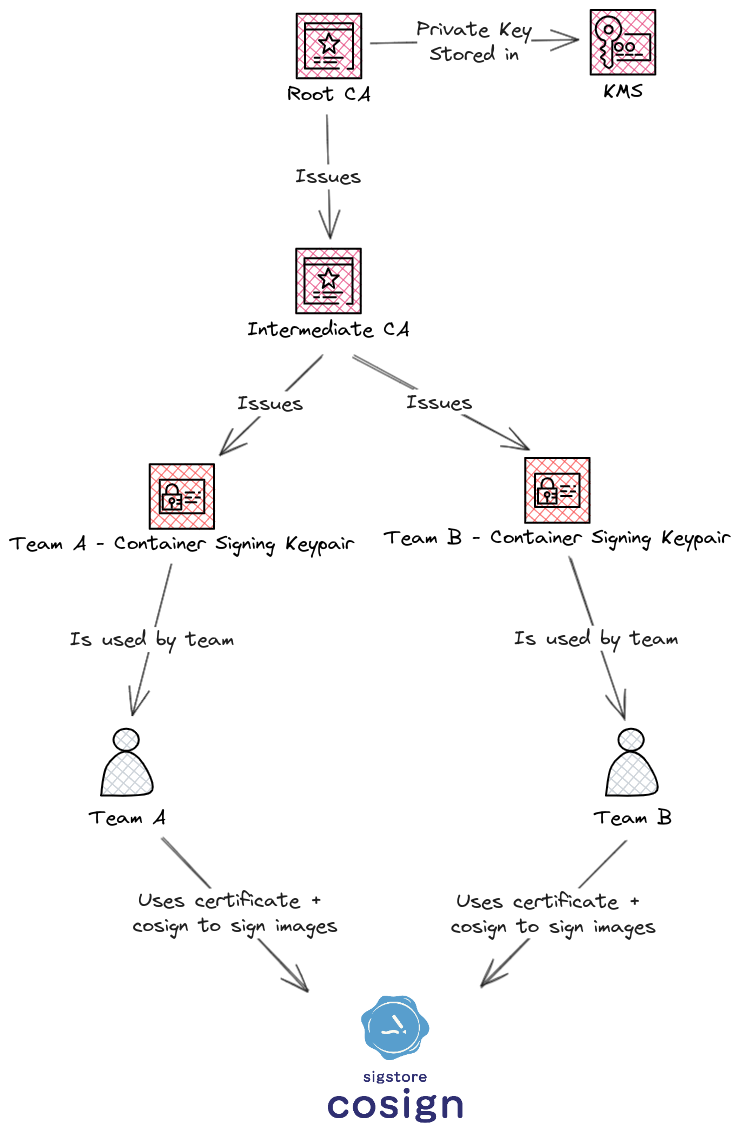 Private Key
Stored in
Root CA
KMS
Issues
Intermediate CA
Issues
Issues
Team A - Container Signing Keypair
Team B - Container Signing Keypair
Is used by team
Is used by team
Team A
Team B
Uses certificate +
cosign to sign images
Uses certificate +
cosign to sign images
sigstore
cosign